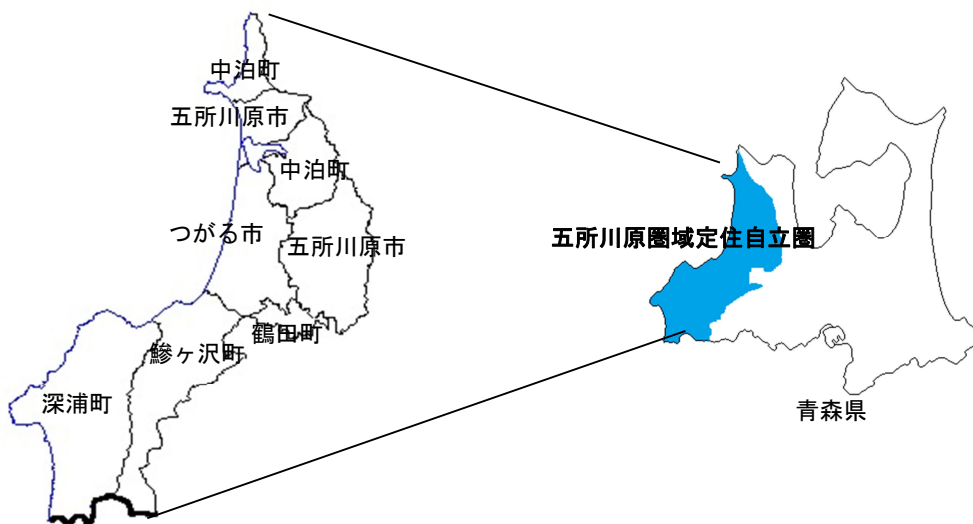 中泊町
五所川原市
中泊町
つがる市
五所川原市
鶴田町
鰺ヶ沢町
深浦町
五所川原圏域定住自立圏
青森県